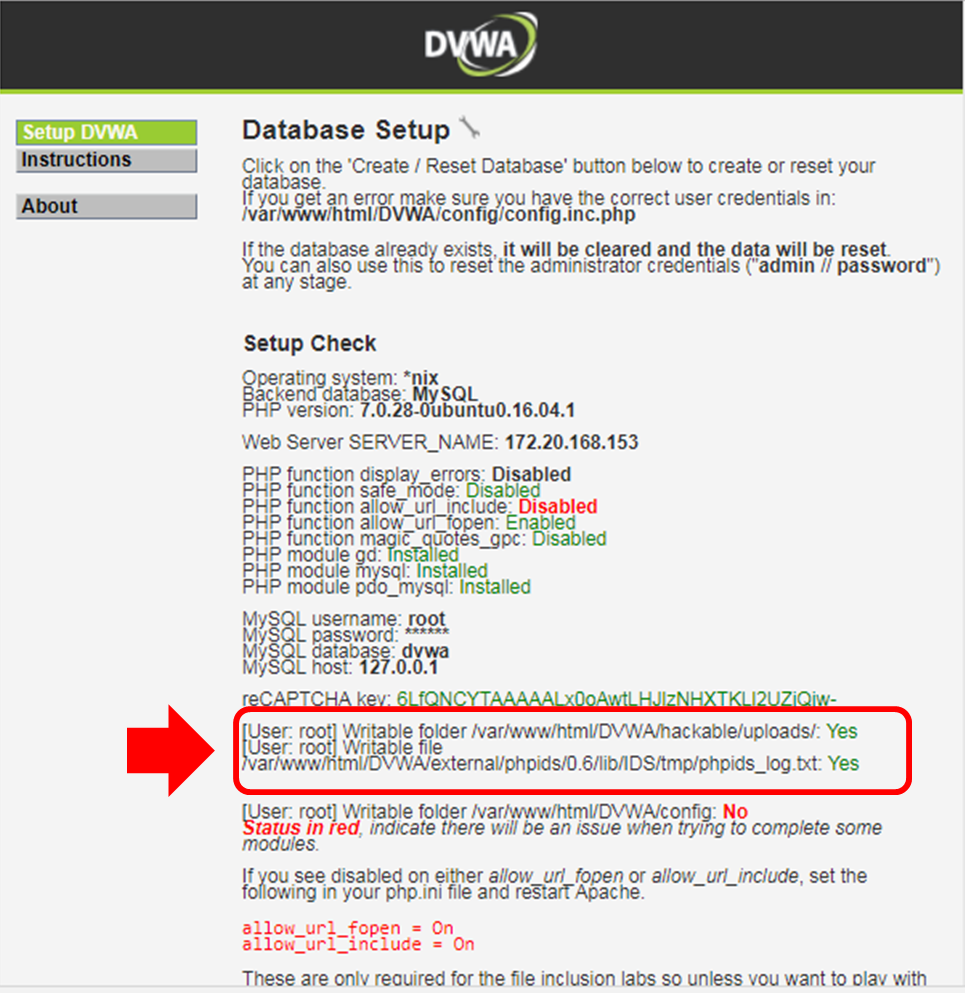 DVWA
Setup DVWA
Instructions
About
Database Setup
Click on the 'Create / Reset Database' button below to create or reset your
database.
If you get an error make sure you have the correct user credentials in:
/var/www/html/DVWA/config/config.inc.php
If the database already exists, it will be cleared and the data will be reset.
You can also use this to reset the administrator credentials ("admin // password")
at any stage.
Setup Check
Operating system: *nix
Backend database: MySQL
PHP version: 7.0.28-0ubuntu0.16.04.1
Web Server SERVER_NAME: 172.20.168.153
PHP function display_errors: Disabled
PHP function safe_mode: Disabled
PHP function allow_url_include: Disabled
PHP function allow_url_fopen: Enabled
PHP function magic_quotes_gpc: Disabled
PHP module gd: Installed
PHP module mysql: Installed
PHP module pdo_mysql: Installed
MySQL username: root
MySQL password: ******
MySQL database: dvwa
MySQL host: 127.0.0.1
reCAPTCHA key:
[User: root] Writable folder /var/www/html/DVWA/hackable/uploads/: Yes
[User: root] Writable file
/var/www/html/DVWA/external/phpids/0.6/lib/IDS/tmp/phpids_log.txt: Yes
[User: root] Writable folder /var/www/html/DVWA/config: No
Status in red, indicate there will be an issue when trying to complete some
modules.
If you see disabled on either allow_url_fopen or allow_url_include, set the
following in your php.ini file and restart Apache.
allow_url_fopen = On
allow_url_include = On
These are only required for the file inclusion labs so unless you want to play with